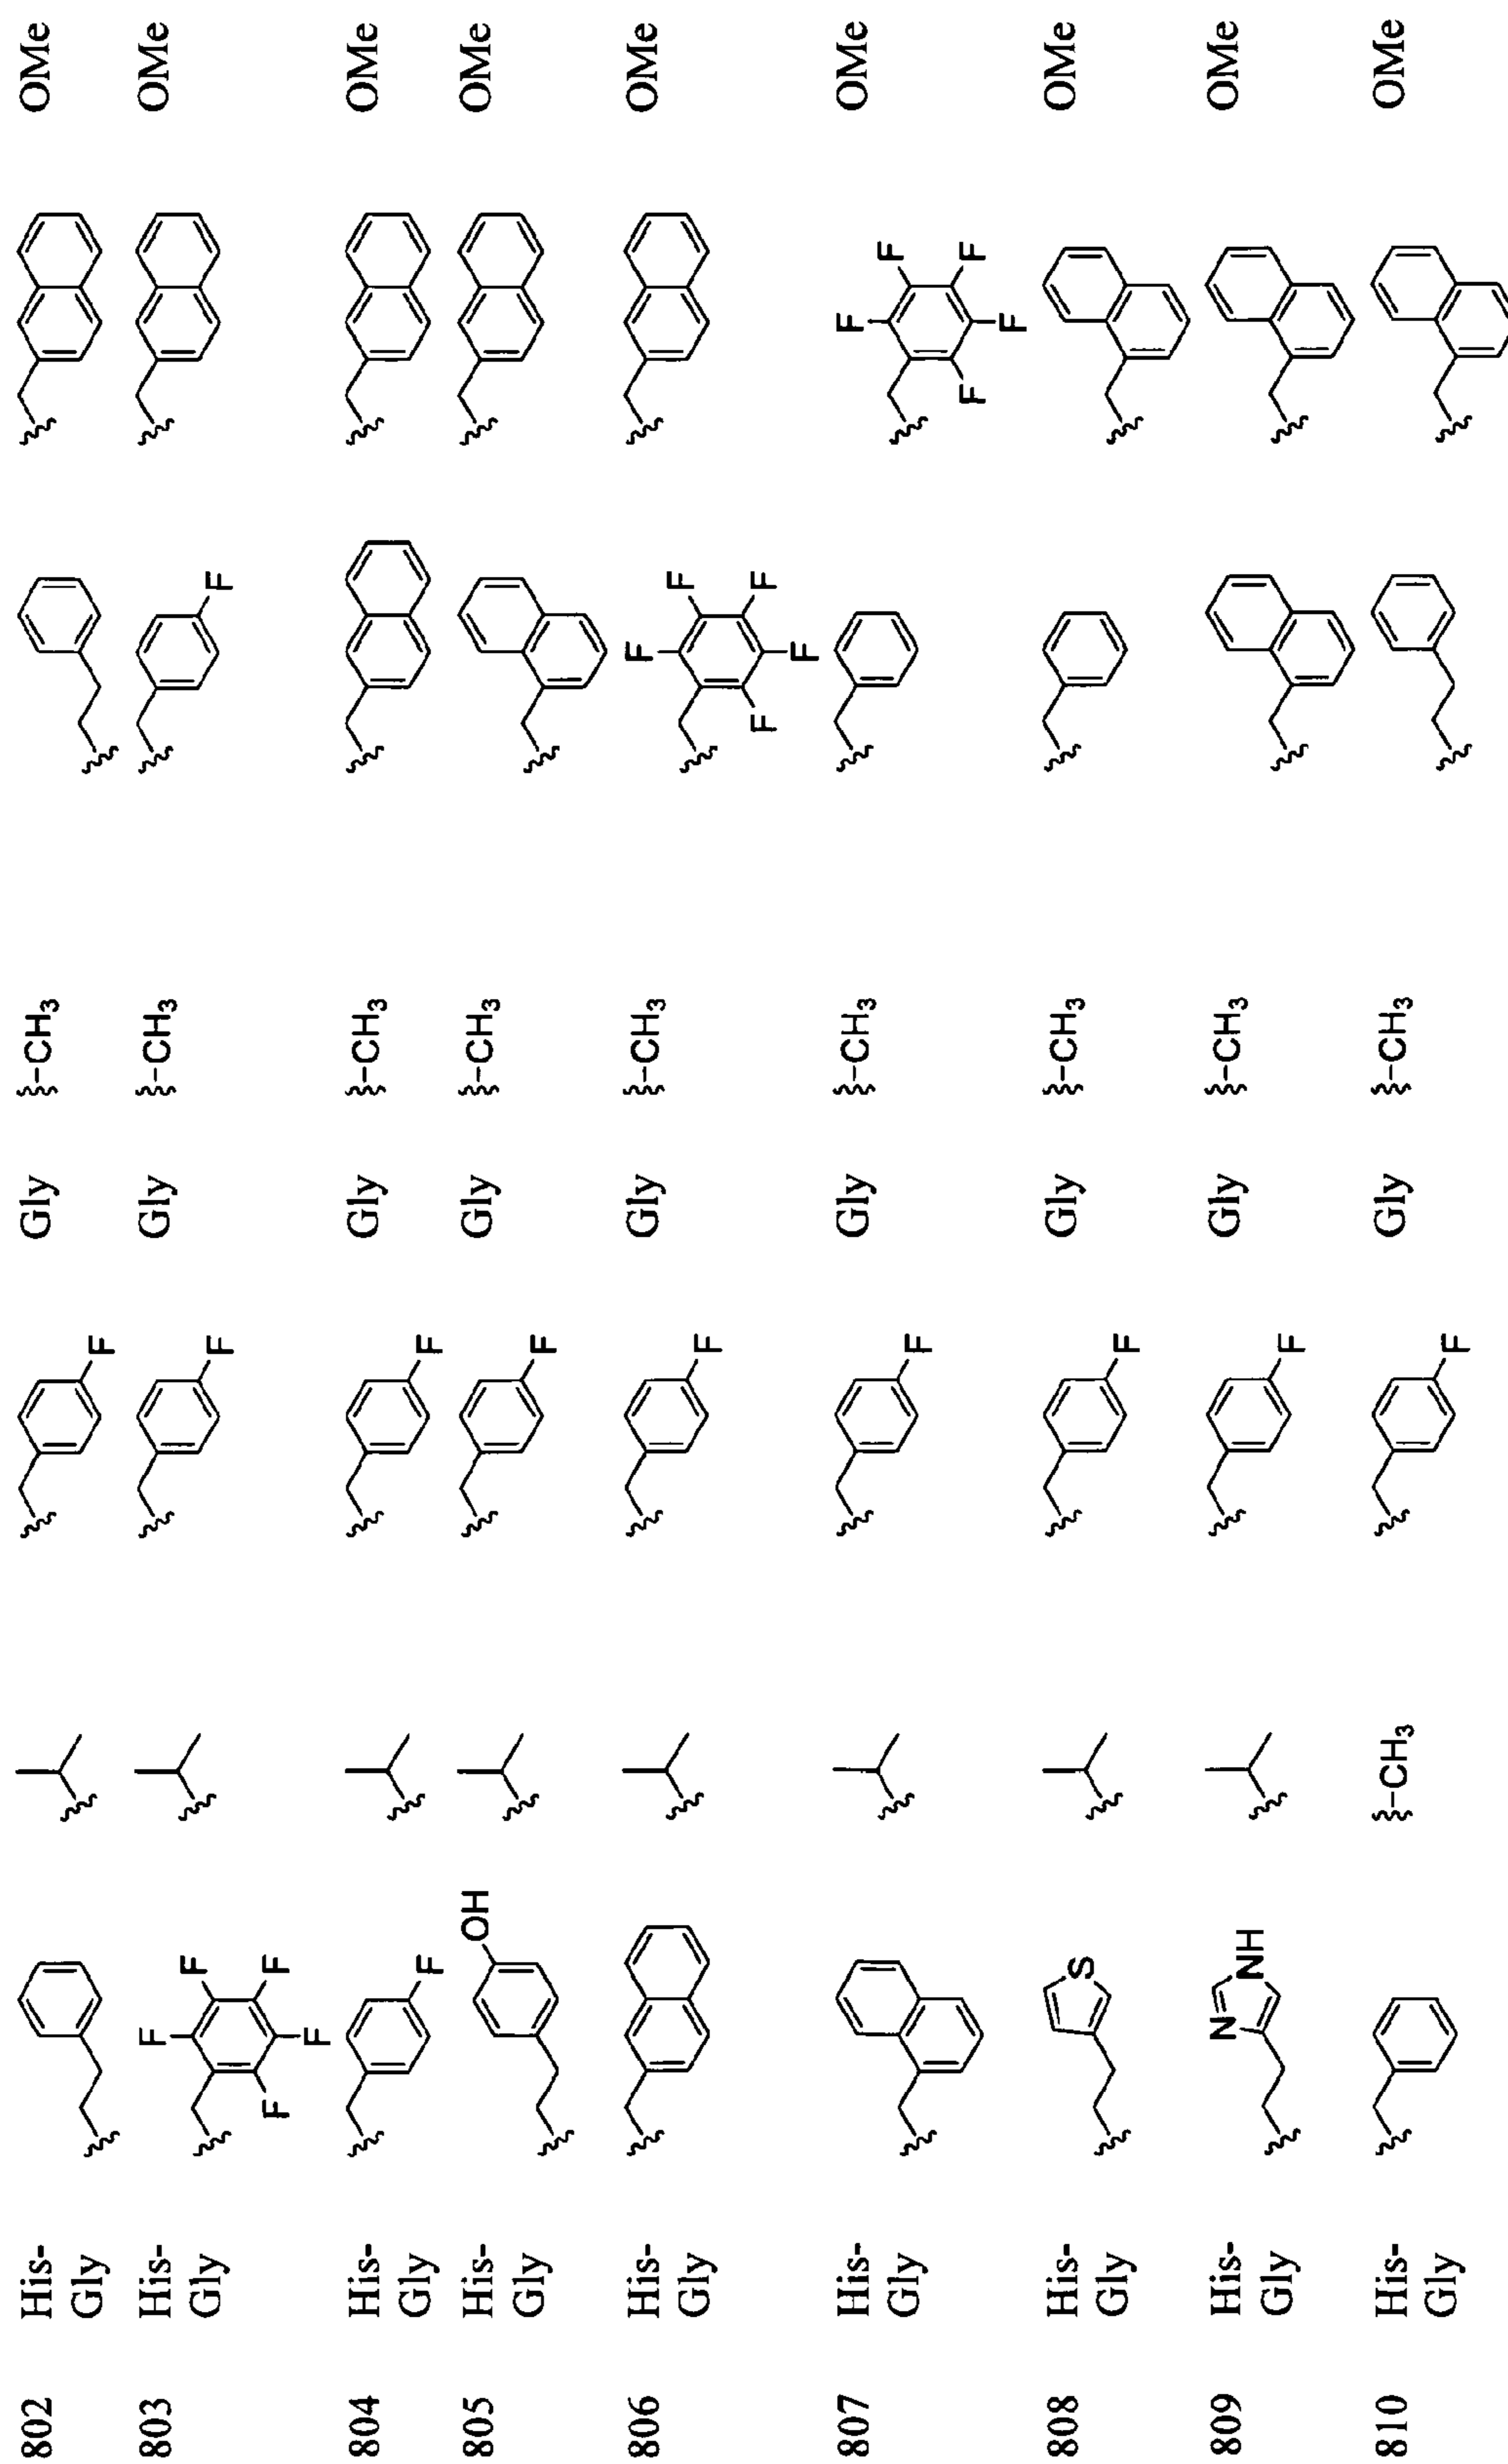 802 His- F Gly -CH₃ OMe
Gly
803 His- F F F F F F Gly -CH₃ F OMe
Gly
804 His- F F Gly -CH₃ OMe
Gly
805 His- OH F Gly -CH₃ OMe
Gly
806 His- F Gly -CH₃ F F F F F OMe
Gly
807 His- F Gly -CH₃ F F F F F OMe
Gly
808 His- S F Gly -CH₃ OMe
Gly
809 His- N NH F Gly -CH₃ OMe
Gly
810 His- -CH₃ F Gly -CH₃ OMe
Gly